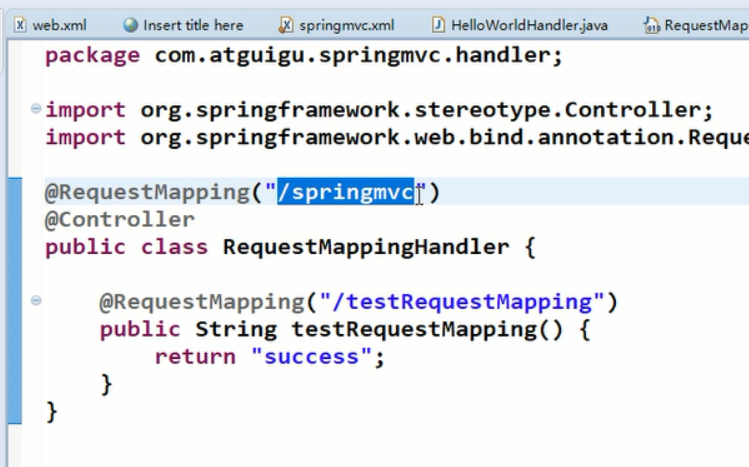 web.xml Insert title here springmvc.xml HelloWorldHandler.java RequestMap
package com.atguigu.springmvc.handler;
import org.springframework.stereotype.Controller;
import org.springframework.web.bind.annotation.Reque
@RequestMapping("/springmvc")
@Controller
public class RequestMappingHandler {
@RequestMapping("/testRequestMapping")
public String testRequestMapping() {
return "success";
}
}